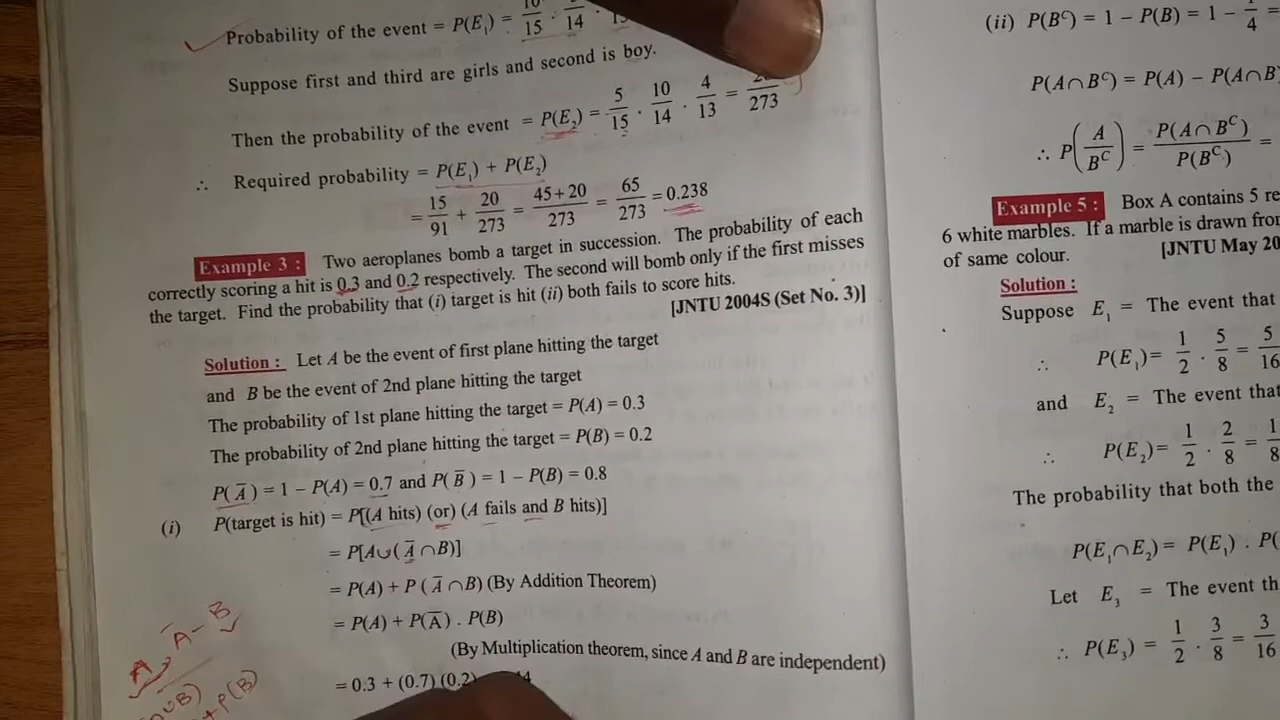 Probability of the event = P(E₁) = 10/15 · /14 ·
Suppose first and third are girls and second is boy.
Then the probability of the event = P(E₂) = 5/15 · 10/14 · 4/13 = /273
∴ Required probability = P(E₁) + P(E₂)
= 15/91 + 20/273 = 45+20/273 = 65/273 = 0.238
Example 3 : Two aeroplanes bomb a target in succession. The probability of each
correctly scoring a hit is 0.3 and 0.2 respectively. The second will bomb only if the first misses
the target. Find the probability that (i) target is hit (ii) both fails to score hits.
[JNTU 2004S (Set No. 3)]
Solution : Let A be the event of first plane hitting the target
and B be the event of 2nd plane hitting the target
The probability of 1st plane hitting the target = P(A) = 0.3
The probability of 2nd plane hitting the target = P(B) = 0.2
P(A̅) = 1 − P(A) = 0.7 and P(B̅) = 1 − P(B) = 0.8
(i) P(target is hit) = P[(A hits) (or) (A fails and B hits)]
= P[A∪(A̅∩B)]
= P(A) + P(A̅∩B) (By Addition Theorem)
= P(A) + P(A̅) . P(B)
(By Multiplication theorem, since A and B are independent)
= 0.3 + (0.7) (0.2)
A, A̅ − B
∪B)
+P(B)
(ii) P(Bᶜ) = 1 − P(B) = 1 − 1/4 =
P(A∩Bᶜ) = P(A) − P(A∩B
∴ P(A/Bᶜ) = P(A∩Bᶜ)/P(Bᶜ) =
Example 5 : Box A contains 5 re
6 white marbles. If a marble is drawn fro
of same colour. [JNTU May 20
Solution :
Suppose E₁ = The event that
∴ P(E₁) = 1/2 . 5/8 = 5/16
and E₂ = The event that
∴ P(E₂) = 1/2 . 2/8 = 1/8
The probability that both the
P(E₁∩E₂) = P(E₁) . P(
Let E₃ = The event th
∴ P(E₃) = 1/2 . 3/8 = 3/16